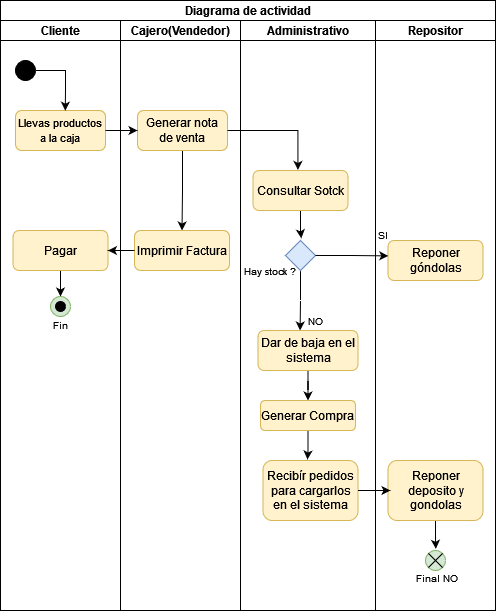 Diagrama de actividad
Cliente
Cajero(Vendedor)
Administrativo
Repositor
Llevas productos
a la caja
Generar nota
de venta
Consultar Sotck
Pagar
Imprimir Factura
Hay stock ?
SI
Reponer
góndolas
Fin
NO
Dar de baja en el
sistema
Generar Compra
Recibír pedidos
para cargarlos
en el sistema
Reponer
deposito y
gondolas
Final NO